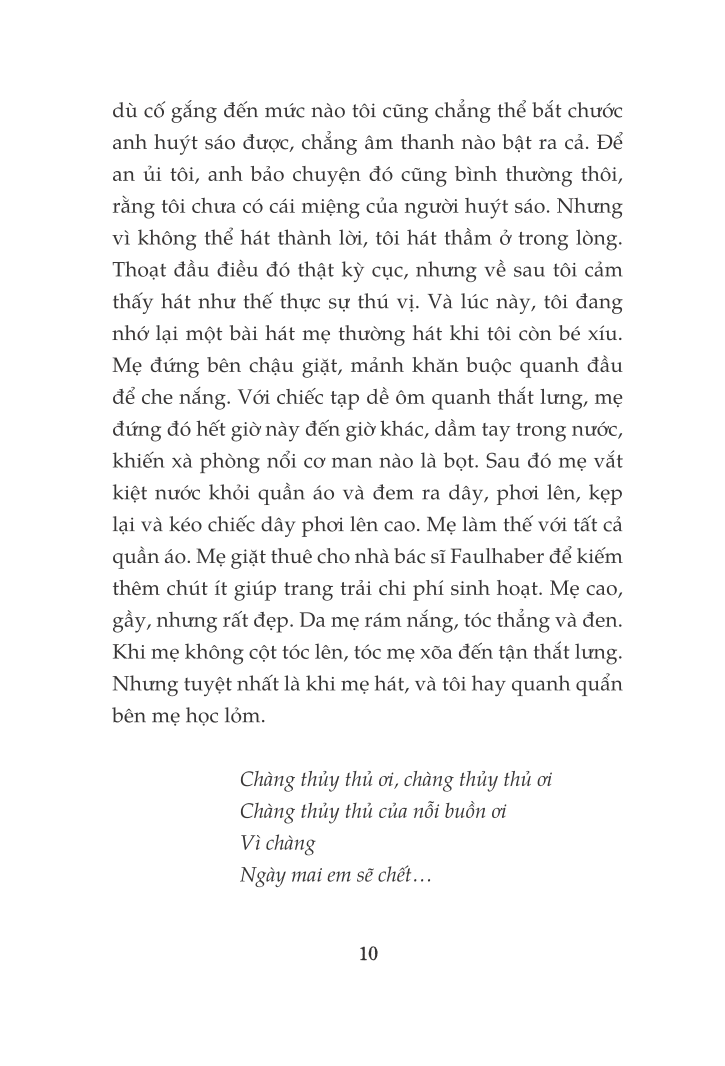 dù cố gắng đến mức nào tôi cũng chẳng thể bắt chước
anh huýt sáo được, chẳng âm thanh nào bật ra cả. Để
an ủi tôi, anh bảo chuyện đó cũng bình thường thôi,
rằng tôi chưa có cái miệng của người huýt sáo. Nhưng
vì không thể hát thành lời, tôi hát thầm ở trong lòng.
Thoạt đầu điều đó thật kỳ cục, nhưng về sau tôi cảm
thấy hát như thế thực sự thú vị. Và lúc này, tôi đang
nhớ lại một bài hát mẹ thường hát khi tôi còn bé xíu.
Mẹ đứng bên chậu giặt, mảnh khăn buộc quanh đầu
để che nắng. Với chiếc tạp dề ôm quanh thắt lưng, mẹ
đứng đó hết giờ này đến giờ khác, dầm tay trong nước,
khiến xà phòng nổi cơ man nào là bọt. Sau đó mẹ vắt
kiệt nước khỏi quần áo và đem ra dây, phơi lên, kẹp
lại và kéo chiếc dây phơi lên cao. Mẹ làm thế với tất cả
quần áo. Mẹ giặt thuê cho nhà bác sĩ Faulhaber để kiếm
thêm chút ít giúp trang trải chi phí sinh hoạt. Mẹ cao,
gầy, nhưng rất đẹp. Da mẹ rám nắng, tóc thẳng và đen.
Khi mẹ không cột tóc lên, tóc mẹ xõa đến tận thắt lưng.
Nhưng tuyệt nhất là khi mẹ hát, và tôi hay quanh quẩn
bên mẹ học lỏm.
Chàng thủy thủ ơi, chàng thủy thủ ơi
Chàng thủy thủ của nỗi buồn ơi
Vì chàng
Ngày mai em sẽ chết…
10